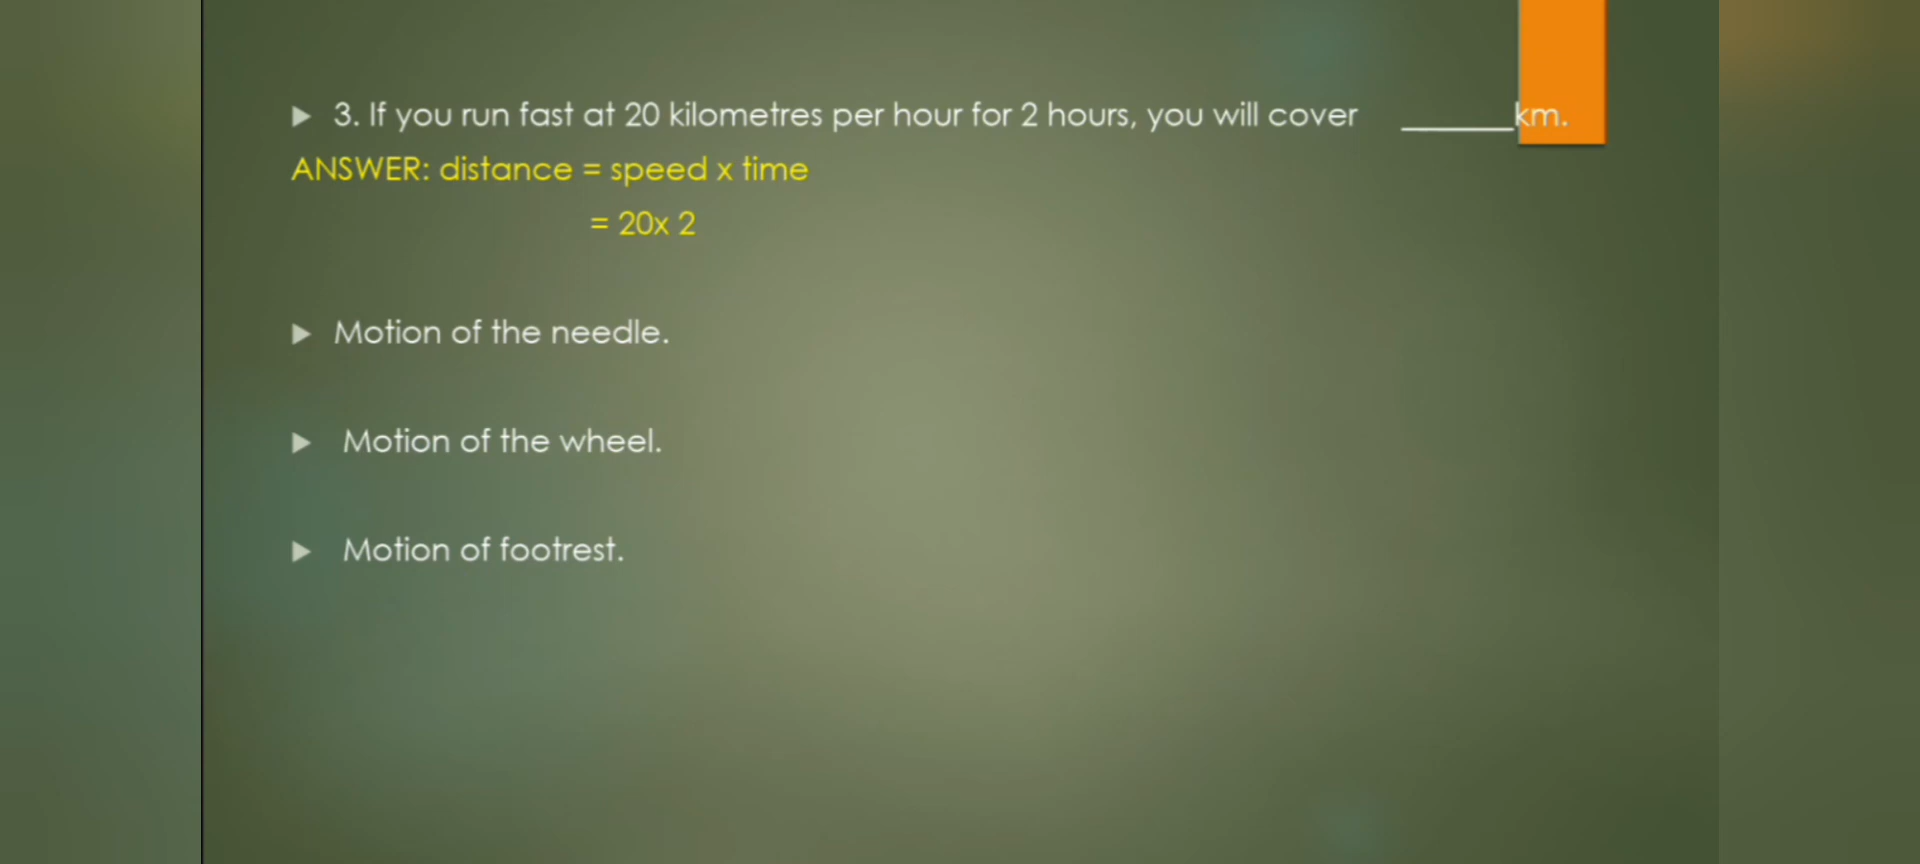 3. If you run fast at 20 kilometres per hour for 2 hours, you will cover ______km.
ANSWER: distance = speed x time
= 20x 2
Motion of the needle.
Motion of the wheel.
Motion of footrest.